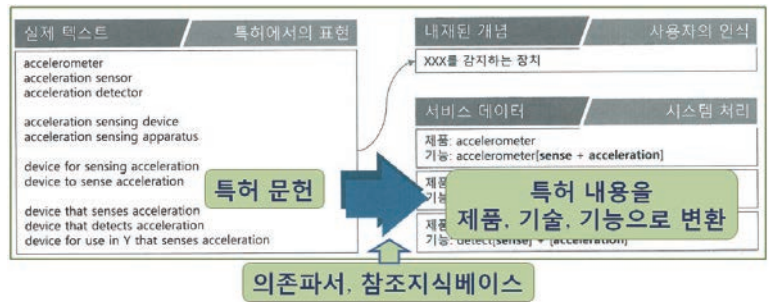 실제 텍스트
특허에서의 표현
accelerometer
acceleration sensor
acceleration detector
acceleration sensing device
acceleration sensing apparatus
device for sensing acceleration
device to sense acceleration
device that senses acceleration
device that detects acceleration
device for use in Y that senses acceleration
특허 문헌
내재된 개념
사용자의 인식
XXX를 감지하는 장치
서비스 데이터
시스템 처리
제품: accelerometer
기능: accelerometer[sense + acceleration]
특허 내용을
제품, 기술, 기능으로 변환
기능: detect[sense] + [acceleration]
의존파서, 참조지식베이스